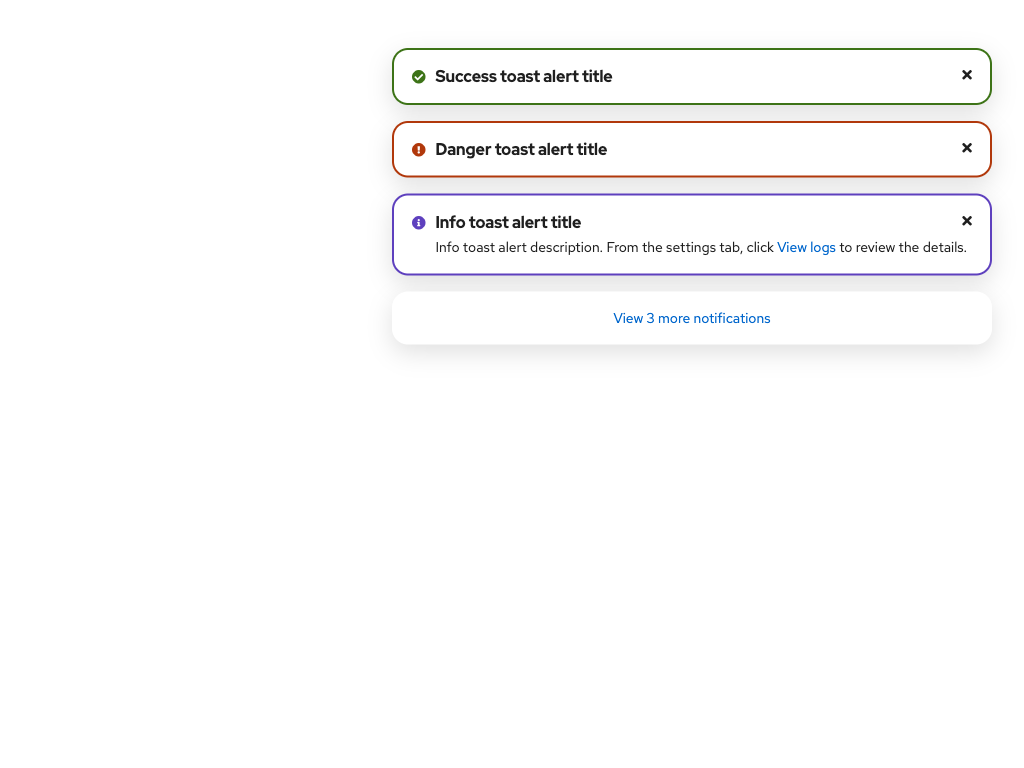 Success toast alert title
Danger toast alert title
Info toast alert title
Info toast alert description. From the settings tab, click View logs to review the details.
View 3 more notifications